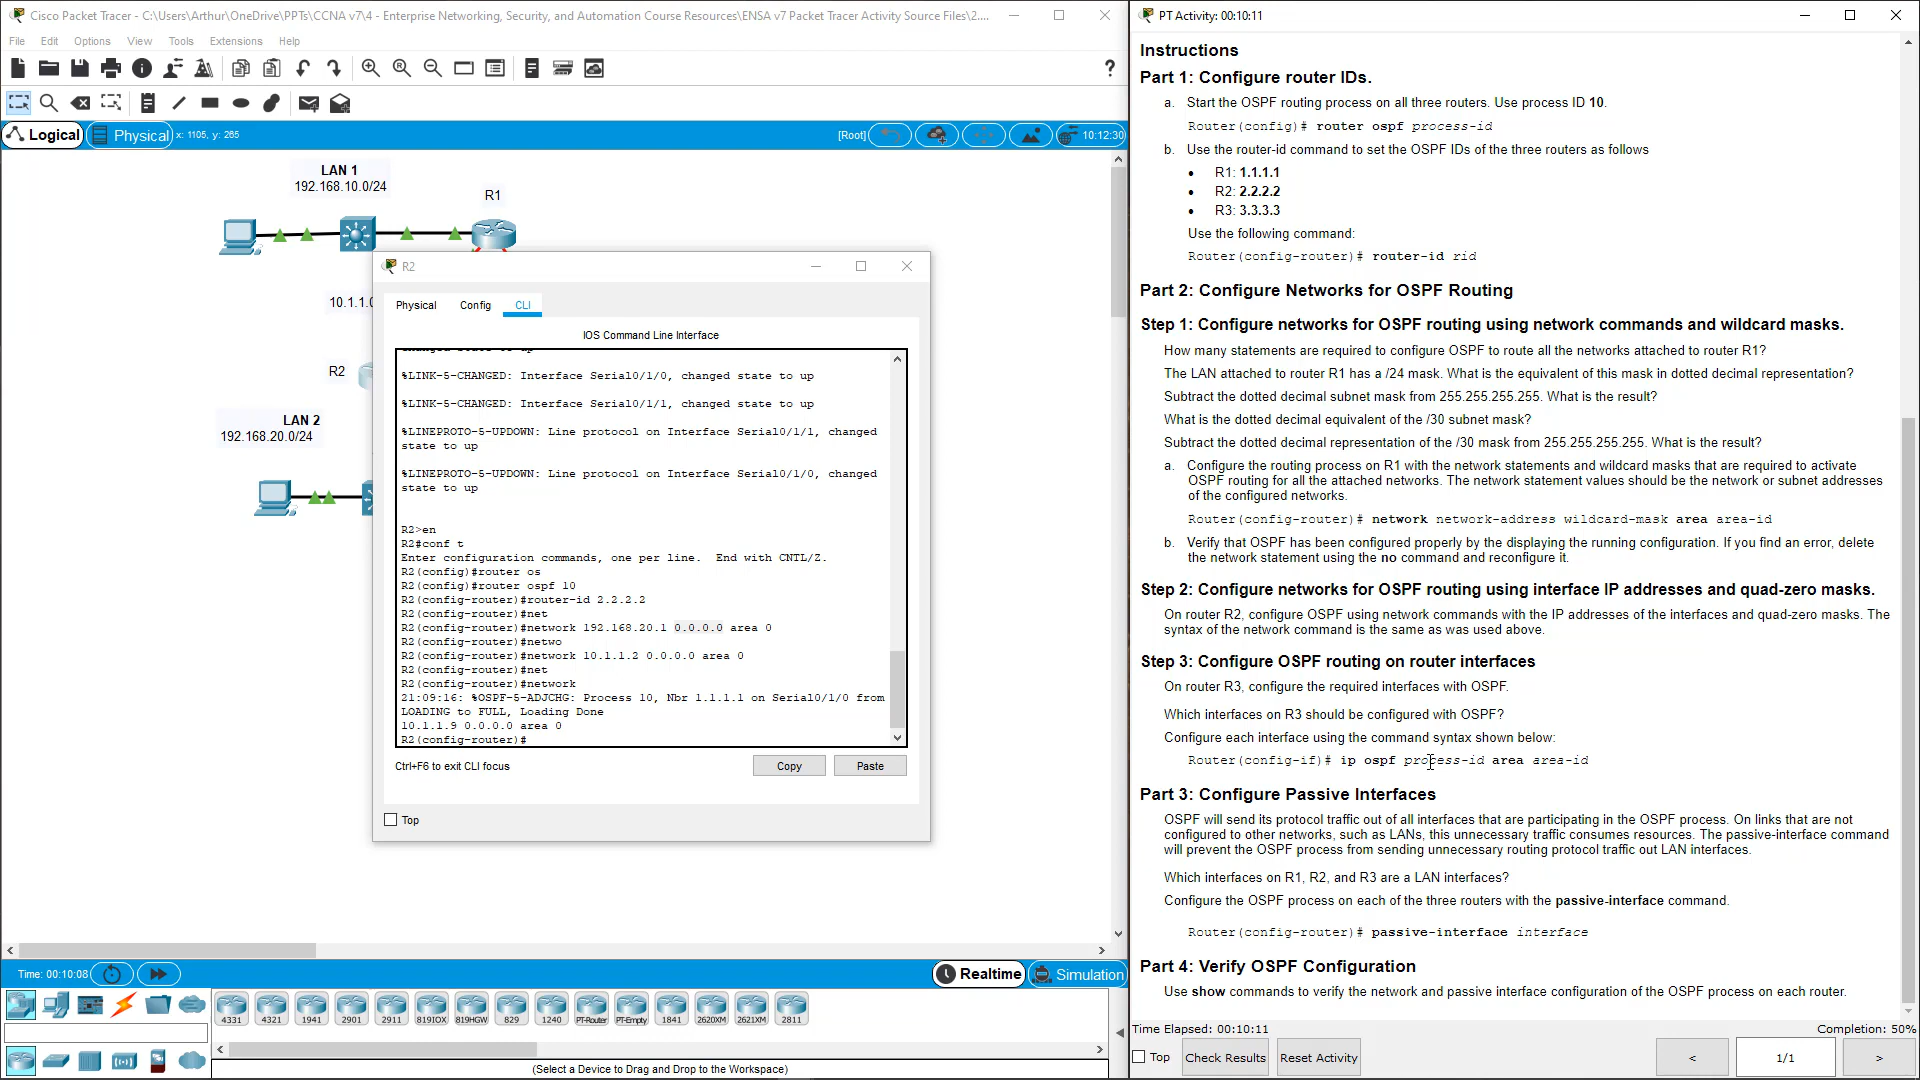 Cisco Packet Tracer - C:\Users\Arthur\OneDrive\PPTs\CCNA v7\4 - Enterprise Networking, Security, and Automation Course Resources\ENSA v7 Packet Tracer Activity Source Files\2....
File Edit Options View Tools Extensions Help
Logical Physical x: 1105, y: 265 [Root] 10:12:30
LAN 1
192.168.10.0/24
R1
10.1.1.0
R2
LAN 2
192.168.20.0/24
R2
Physical Config CLI
IOS Command Line Interface
changed state to up
%LINK-5-CHANGED: Interface Serial0/1/0, changed state to up
%LINK-5-CHANGED: Interface Serial0/1/1, changed state to up
%LINEPROTO-5-UPDOWN: Line protocol on Interface Serial0/1/1, changed
state to up
%LINEPROTO-5-UPDOWN: Line protocol on Interface Serial0/1/0, changed
state to up
R2>en
R2#conf t
Enter configuration commands, one per line.  End with CNTL/Z.
R2(config)#router os
R2(config)#router ospf 10
R2(config-router)#router-id 2.2.2.2
R2(config-router)#net
R2(config-router)#network 192.168.20.1 0.0.0.0 area 0
R2(config-router)#netwo
R2(config-router)#network 10.1.1.2 0.0.0.0 area 0
R2(config-router)#net
R2(config-router)#network
21:09:16: %OSPF-5-ADJCHG: Process 10, Nbr 1.1.1.1 on Serial0/1/0 from
LOADING to FULL, Loading Done
10.1.1.9 0.0.0.0 area 0
R2(config-router)#
Ctrl+F6 to exit CLI focus
Copy
Paste
Top
Time: 00:10:08
Realtime Simulation
4331 4321 1941 2901 2911 819IOX 819HGW 829 1240 PT-Router PT-Empty 1841 2620XM 2621XM 2811
(Select a Device to Drag and Drop to the Workspace)
PT Activity: 00:10:11
Instructions
Part 1: Configure router IDs.
a. Start the OSPF routing process on all three routers. Use process ID 10.
Router(config)# router ospf process-id
b. Use the router-id command to set the OSPF IDs of the three routers as follows
• R1: 1.1.1.1
• R2: 2.2.2.2
• R3: 3.3.3.3
Use the following command:
Router(config-router)# router-id rid
Part 2: Configure Networks for OSPF Routing
Step 1: Configure networks for OSPF routing using network commands and wildcard masks.
How many statements are required to configure OSPF to route all the networks attached to router R1?
The LAN attached to router R1 has a /24 mask. What is the equivalent of this mask in dotted decimal representation?
Subtract the dotted decimal subnet mask from 255.255.255.255. What is the result?
What is the dotted decimal equivalent of the /30 subnet mask?
Subtract the dotted decimal representation of the /30 mask from 255.255.255.255. What is the result?
a. Configure the routing process on R1 with the network statements and wildcard masks that are required to activate
OSPF routing for all the attached networks. The network statement values should be the network or subnet addresses
of the configured networks.
Router(config-router)# network network-address wildcard-mask area area-id
b. Verify that OSPF has been configured properly by the displaying the running configuration. If you find an error, delete
the network statement using the no command and reconfigure it.
Step 2: Configure networks for OSPF routing using interface IP addresses and quad-zero masks.
On router R2, configure OSPF using network commands with the IP addresses of the interfaces and quad-zero masks. The
syntax of the network command is the same as was used above.
Step 3: Configure OSPF routing on router interfaces
On router R3, configure the required interfaces with OSPF.
Which interfaces on R3 should be configured with OSPF?
Configure each interface using the command syntax shown below:
Router(config-if)# ip ospf process-id area area-id
Part 3: Configure Passive Interfaces
OSPF will send its protocol traffic out of all interfaces that are participating in the OSPF process. On links that are not
configured to other networks, such as LANs, this unnecessary traffic consumes resources. The passive-interface command
will prevent the OSPF process from sending unnecessary routing protocol traffic out LAN interfaces.
Which interfaces on R1, R2, and R3 are a LAN interfaces?
Configure the OSPF process on each of the three routers with the passive-interface command.
Router(config-router)# passive-interface interface
Part 4: Verify OSPF Configuration
Use show commands to verify the network and passive interface configuration of the OSPF process on each router.
Time Elapsed: 00:10:11 Completion: 50%
Top Check Results Reset Activity < 1/1 >